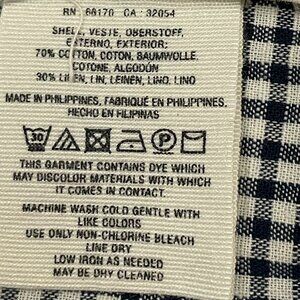 RN 66170 CA : 32054
SHELL, VESTE, OBERSTOFF,
EXTERNO, EXTERIOR:
70% COTTON, COTON, BAUMWOLLE
COTONE, ALGODÓN
30% LINEN, LIN, LEINEN, LINO, LINO
MADE IN PHILIPPINES, FABRIQUÉ EN PHILIPPINES,
HECHO EN FILIPINAS
30 P
THIS GARMENT CONTAINS DYE WHICH
MAY DISCOLOR MATERIALS WITH WHICH
IT COMES IN CONTACT.
MACHINE WASH COLD GENTLE WITH
LIKE COLORS
USE ONLY NON-CHLORINE BLEACH
LINE DRY
LOW IRON AS NEEDED
MAY BE DRY CLEANED